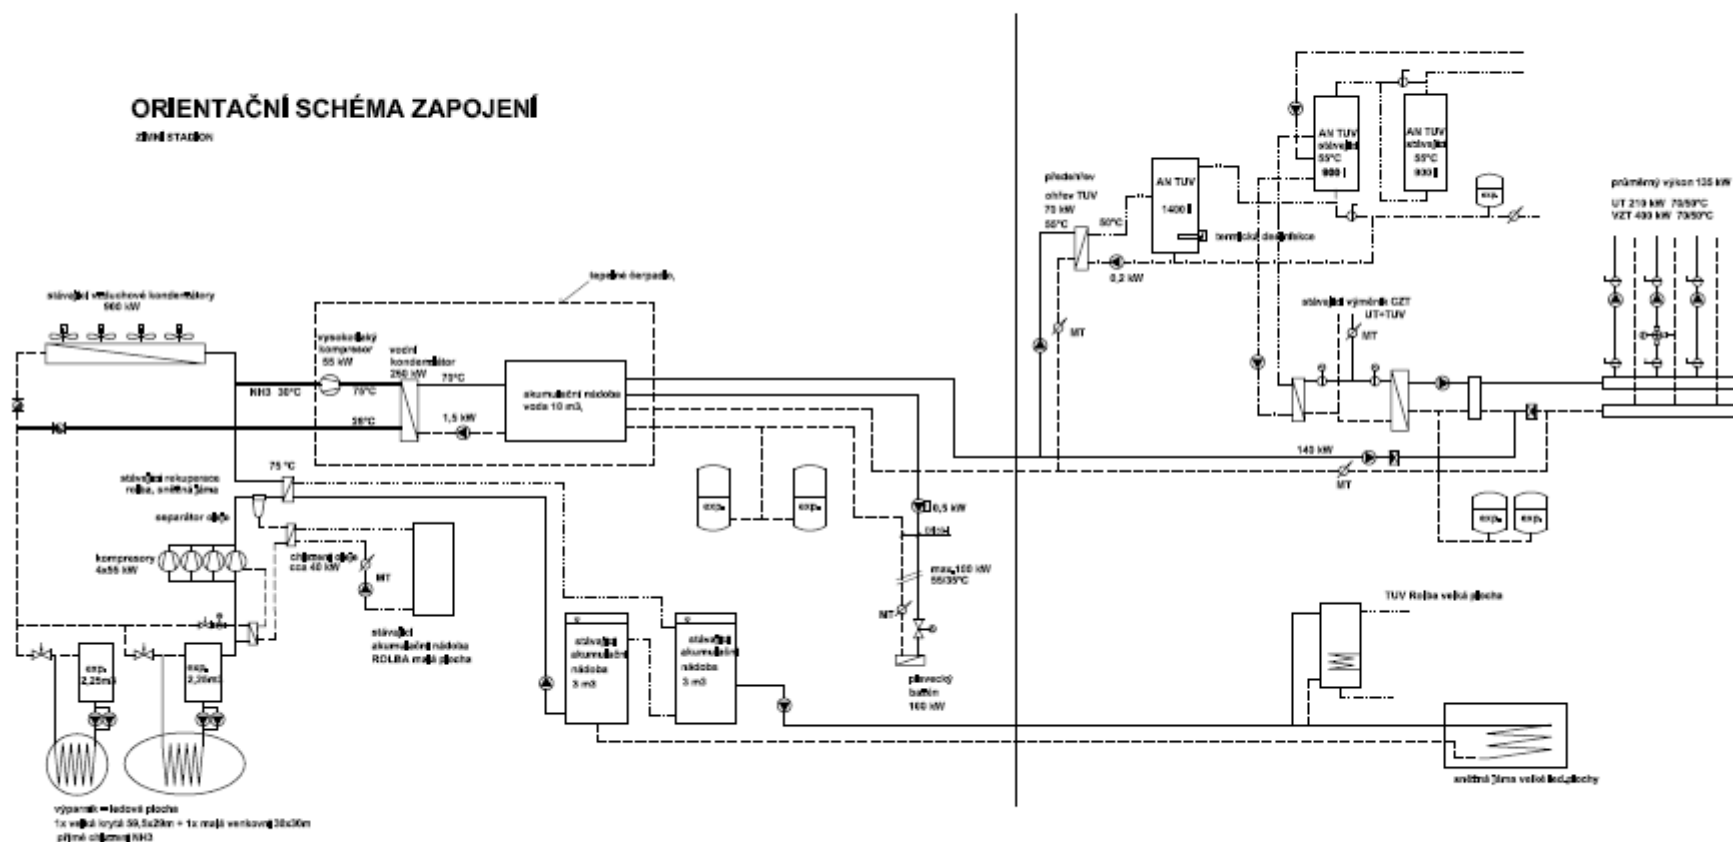 ORIENTAČNÍ SCHÉMA ZAPOJENÍ
ZIMNÍ STADION
stávající vzduchové kondenzátory
900 kW
tepelné čerpadlo,
vysokotlaký
kompresor
55 kW
vodní
kondenzátor
260 kW
NH3 30°C
70°C
70°C
1,5 kW
akumulační nádoba
voda 10 m3,
75 °C
stávající rekuperace
rolba, sněžná jáma
separátor oleje
kompresory
4x55 kW
chlazení oleje
cca 40 kW
MT
stávající
akumulační nádoba
ROLBA malá plocha
exp.
2,25m3
exp.
2,25m3
výparník – ledová plocha
1x velká krytá 59,5x29m + 1x malá venkovní 30x30m
přímé chlazení NH3
exp.
exp.
stávající
akumulační
nádoba
3 m3
stávající
akumulační
nádoba
3 m3
0,5 kW
max.100 kW
55/35°C
MT
plavecký
bazén
100 kW
předehřev
ohřev TUV
70 kW
55°C
50°C
AN TUV
1400 l
termická desinfekce
0,2 kW
MT
AN TUV
stávající
55°C
900 l
AN TUV
stávající
55°C
900 l
exp.
průměrný výkon 135 kW
UT 210 kW 70/50°C
VZT 400 kW 70/50°C
stávající výměník CZT
UT+TUV
MT
140 kW
MT
exp.
exp.
TUV Rolba velká plocha
sněžná jáma velké led.plochy